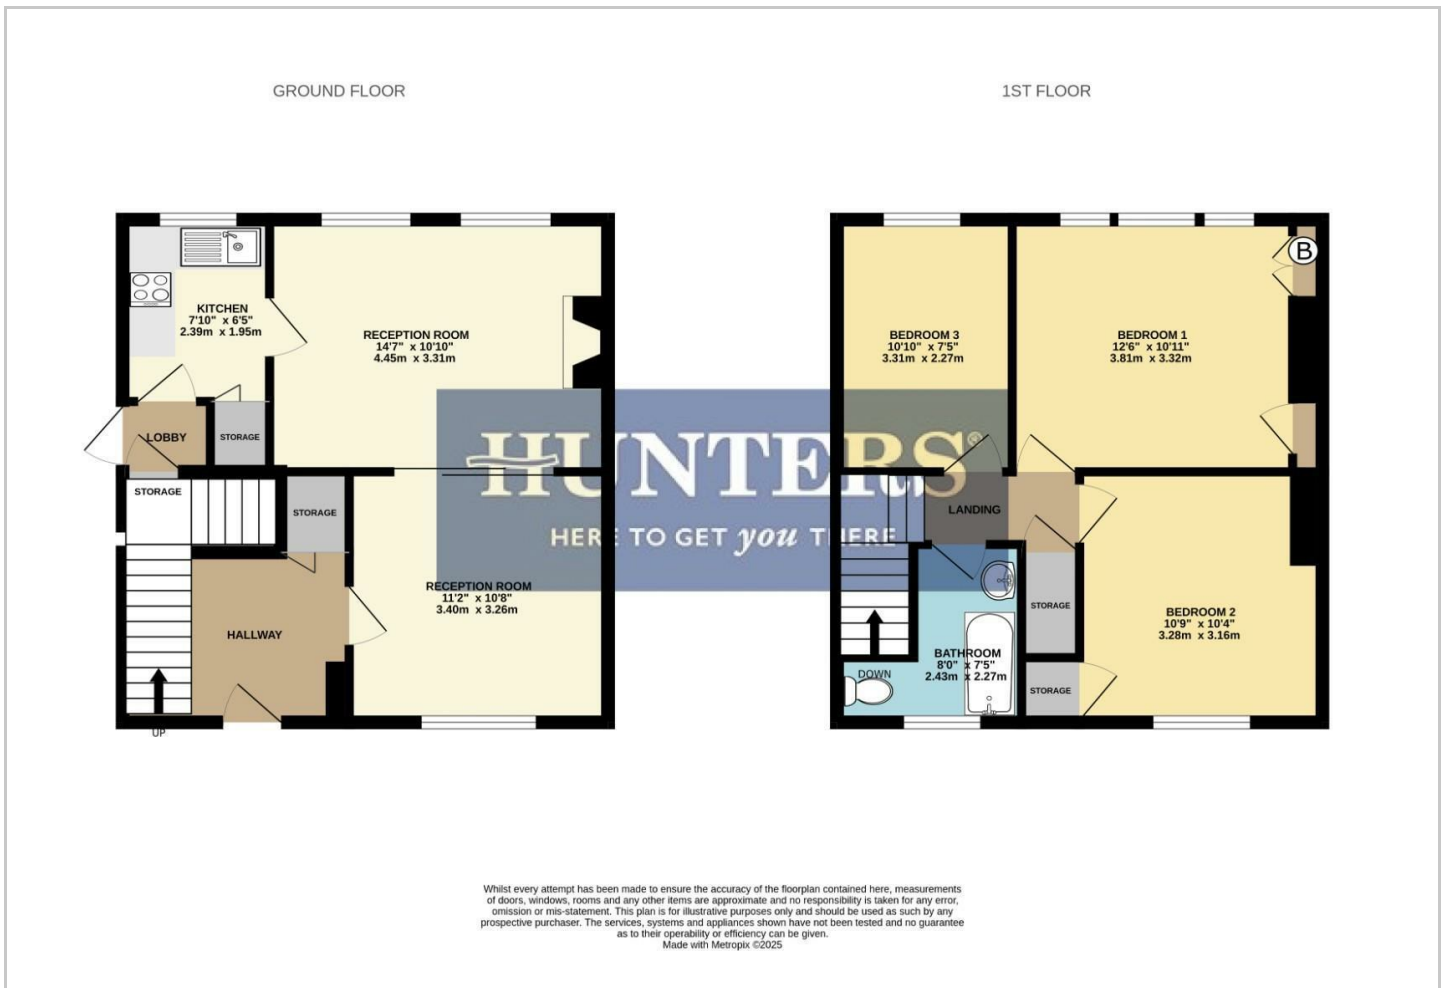 GROUND FLOOR
1ST FLOOR
KITCHEN
7'10" x 6'5"
2.39m x 1.95m
RECEPTION ROOM
14'7" x 10'10"
4.45m x 3.31m
LOBBY
STORAGE
STORAGE
STORAGE
HALLWAY
RECEPTION ROOM
11'2" x 10'8"
3.40m x 3.26m
UP
HUNTERS®
HERE TO GET you THERE
BEDROOM 3
10'10" x 7'5"
3.31m x 2.27m
BEDROOM 1
12'6" x 10'11"
3.81m x 3.32m
B
LANDING
STORAGE
BEDROOM 2
10'9" x 10'4"
3.28m x 3.16m
BATHROOM
8'0" x 7'5"
2.43m x 2.27m
DOWN
STORAGE
Whilst every attempt has been made to ensure the accuracy of the floorplan contained here, measurements
of doors, windows, rooms and any other items are approximate and no responsibility is taken for any error,
omission or mis-statement. This plan is for illustrative purposes only and should be used as such by any
prospective purchaser. The services, systems and appliances shown have not been tested and no guarantee
as to their operability or efficiency can be given.
Made with Metropix ©2025